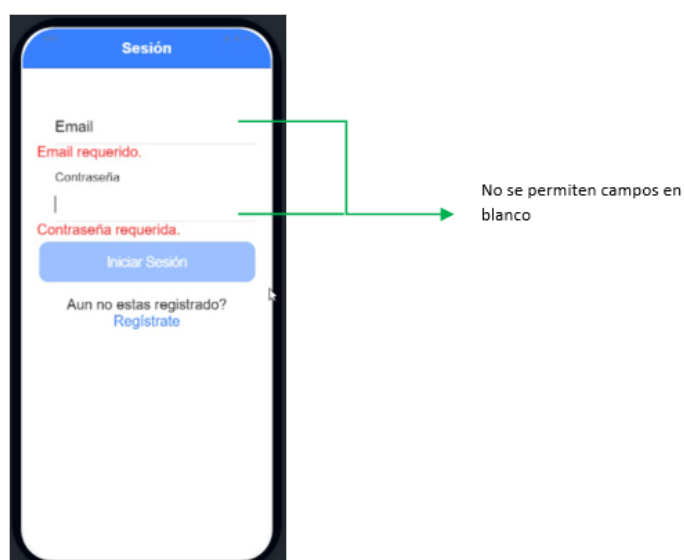 Sesión
Email
Email requerido.
Contraseña
Contraseña requerida.
Iniciar Sesión
Aun no estas registrado?
Regístrate
No se permiten campos en
blanco